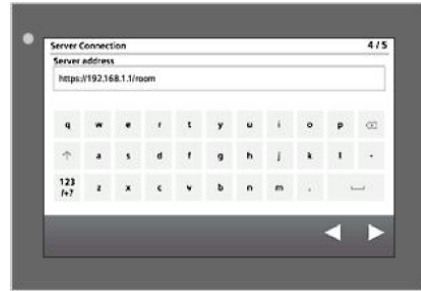 Server Connection 4/5
Server address
https://192.168.1.1/room
q w e r t y u i o p
a s d f g h j k l -
123 z x c v b n m .
/+?